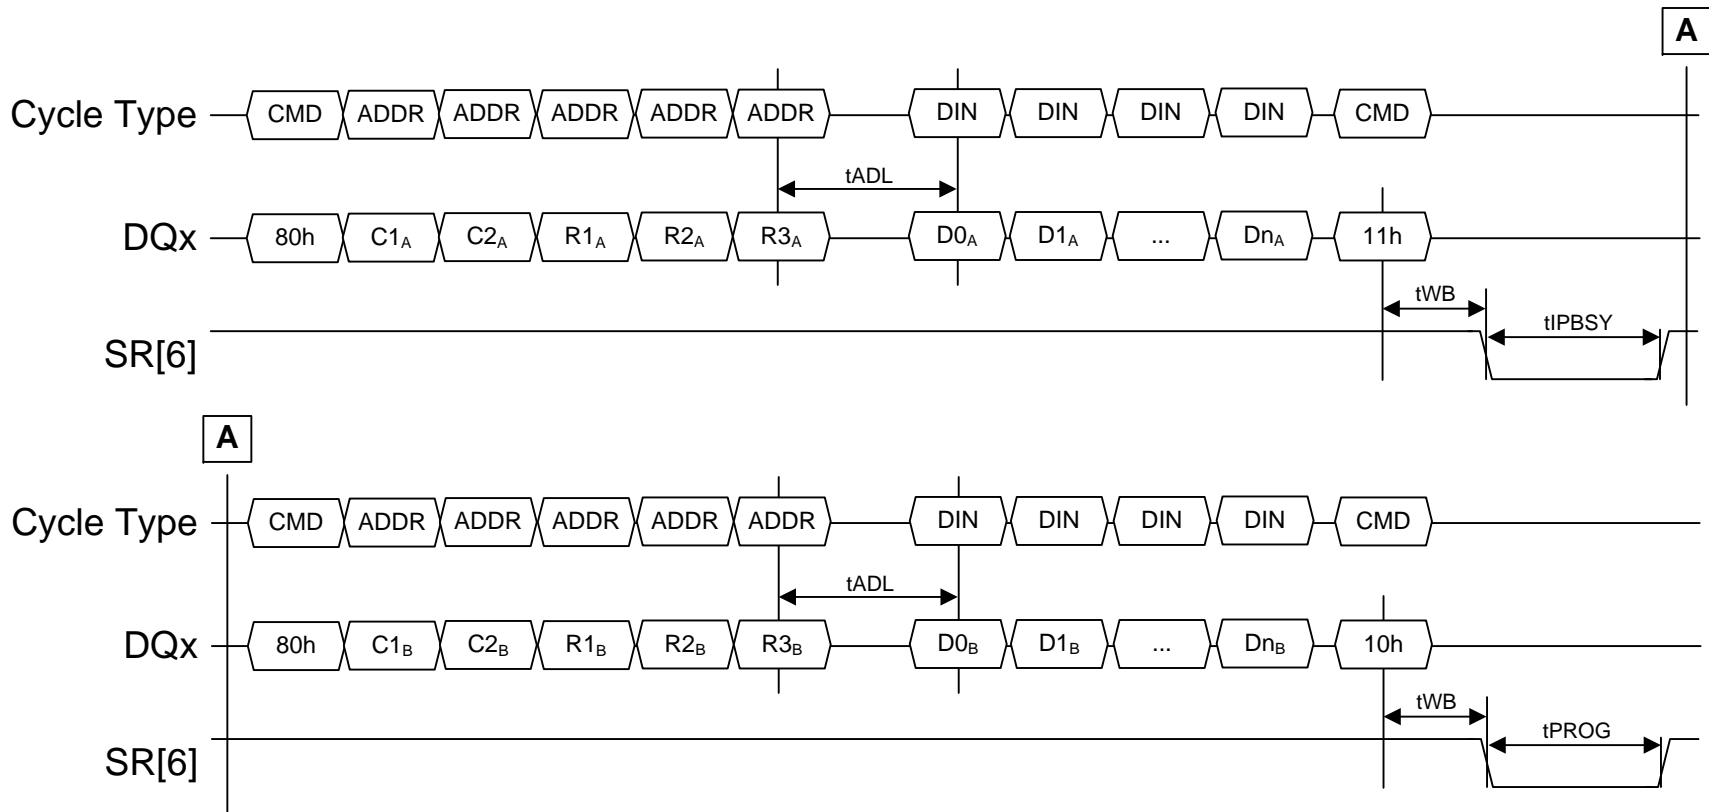 A
Cycle Type CMD ADDR ADDR ADDR ADDR ADDR DIN DIN DIN DIN CMD
tADL
DQx 80h C1A C2A R1A R2A R3A D0A D1A ... DnA 11h
tWB
tIPBSY
SR[6]
A
Cycle Type CMD ADDR ADDR ADDR ADDR ADDR DIN DIN DIN DIN CMD
tADL
DQx 80h C1B C2B R1B R2B R3B D0B D1B ... DnB 10h
tWB
tPROG
SR[6]